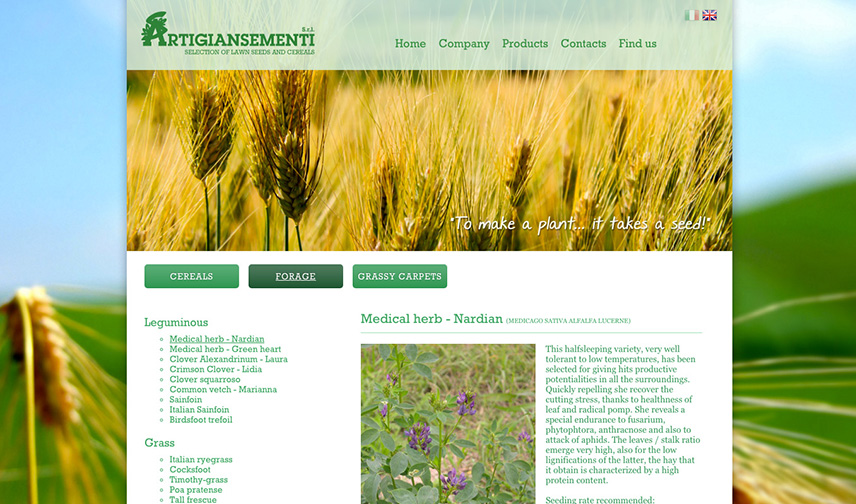 ARTIGIANSEMENTI S.r.l.
SELECTION OF LAWN SEEDS AND CEREALS
Home Company Products Contacts Find us
"To make a plant... it takes a seed!"
CEREALS FORAGE GRASSY CARPETS
Leguminous
Medical herb - Nardian
Medical herb - Green heart
Clover Alexandrinum - Laura
Crimson Clover - Lidia
Clover squarroso
Common vetch - Marianna
Sainfoin
Italian Sainfoin
Birdsfoot trefoil
Grass
Italian ryegrass
Cocksfoot
Timothy-grass
Poa pratense
Tall frescue
Medical herb - Nardian (MEDICAGO SATIVA ALFALFA LUCERNE)
This halfsleeping variety, very well
tolerant to low temperatures, has been
selected for giving hits productive
potentialities in all the surroundings.
Quickly repelling she recover the
cutting stress, thanks to healthness of
leaf and radical pomp. She reveals a
special endurance to fusarium,
phytophtora, anthracnose and also to
attack of aphids. The leaves / stalk ratio
emerge very high, also for the low
lignifications of the latter, the hay that
it obtain is characterized by a high
protein content.
Seeding rate recommended: